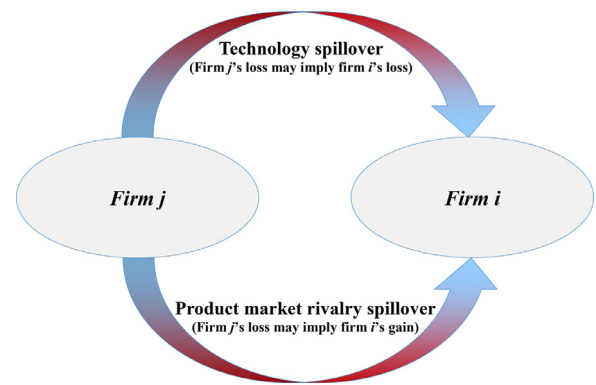 Technology spillover
(Firm j's loss may imply firm i's loss)
Firm j
Firm i
Product market rivalry spillover
(Firm j's loss may imply firm i's gain)